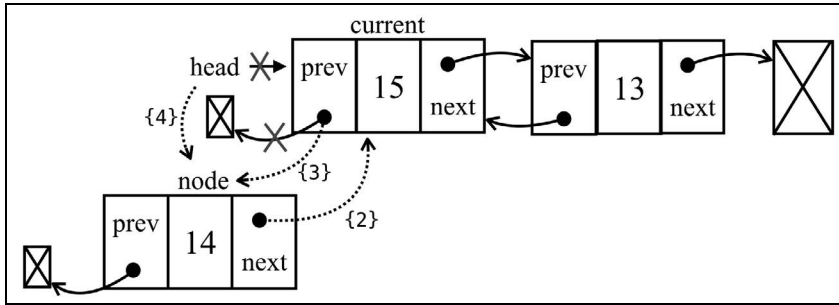 current
head prev 15 next prev 13 next
{4}
{3}
node
{2}
prev 14 next